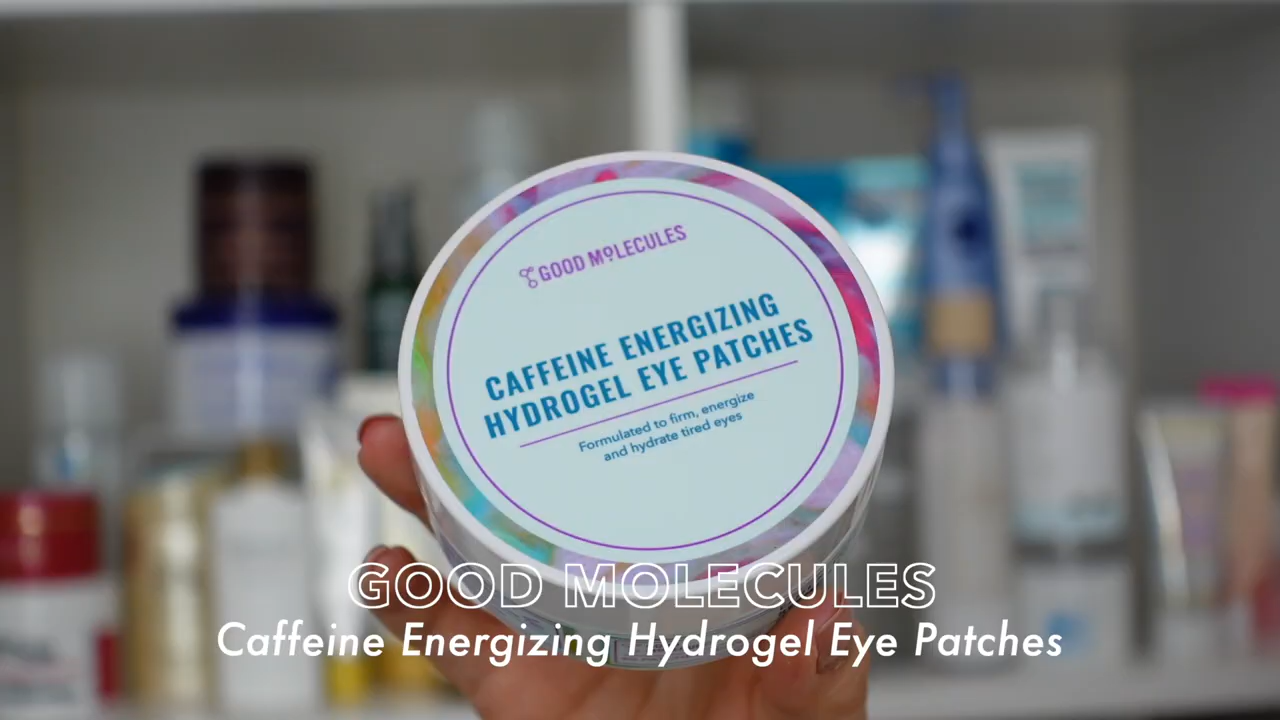 GOOD MOLECULES
CAFFEINE ENERGIZING
HYDROGEL EYE PATCHES
Formulated to firm, energize
and hydrate tired eyes
GOOD MOLECULES
Caffeine Energizing Hydrogel Eye Patches